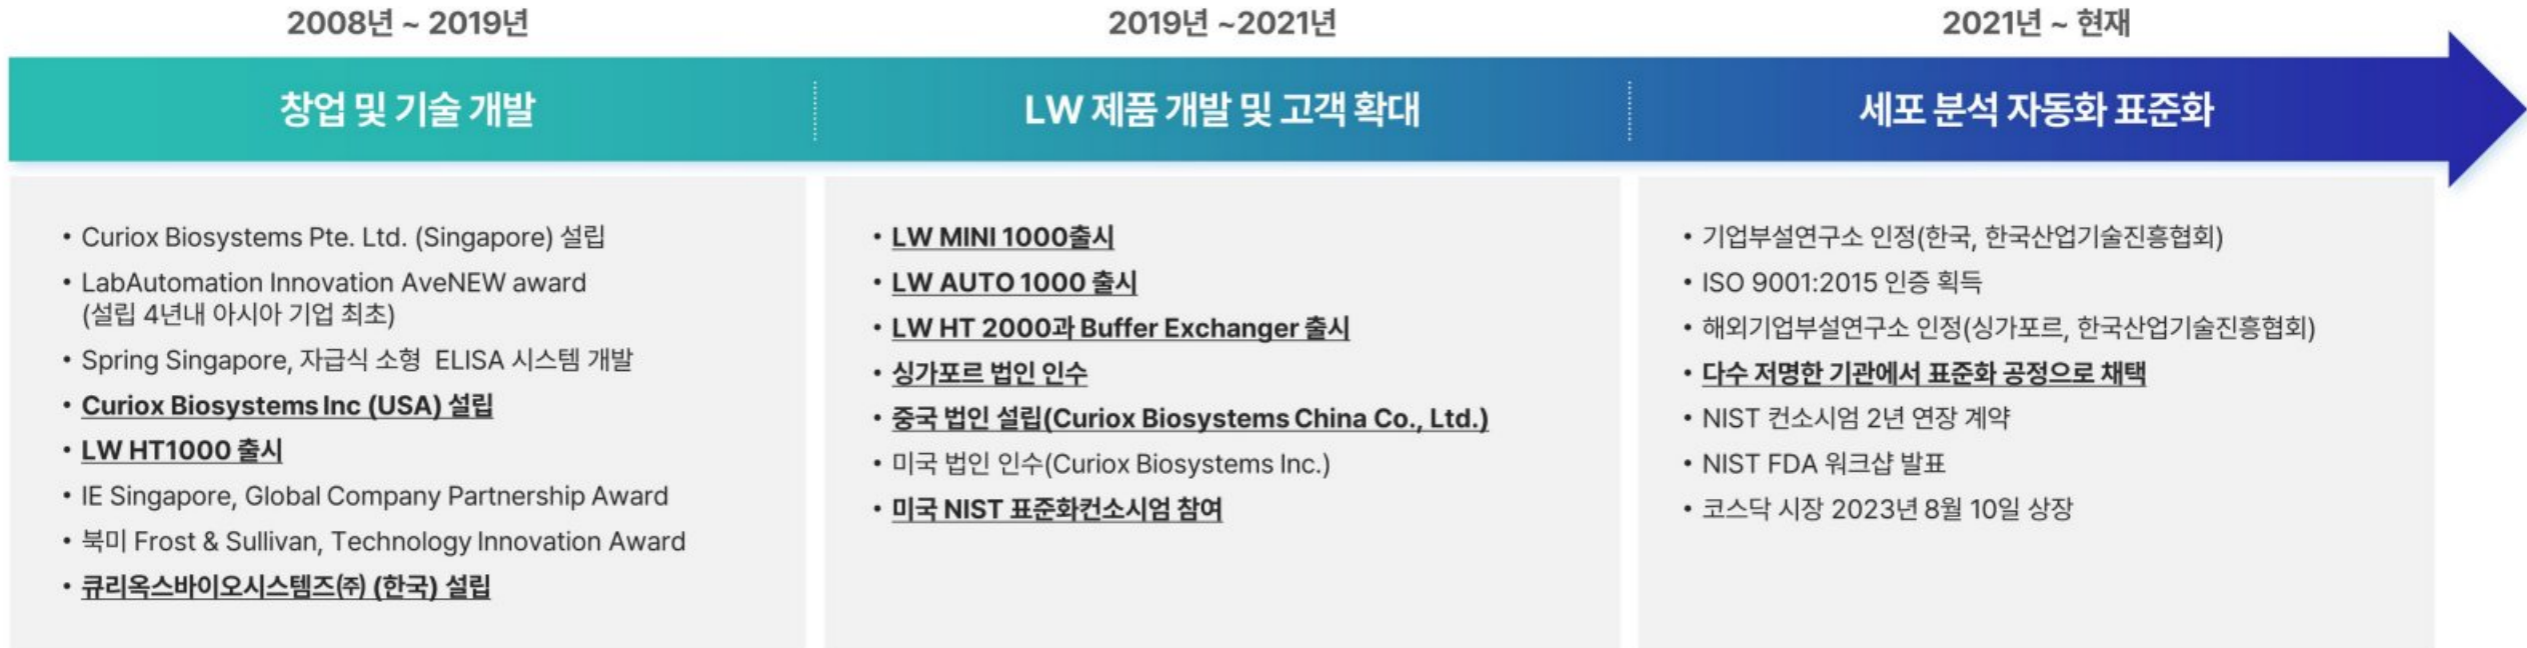 2008년 ~ 2019년
창업 및 기술 개발
• Curiox Biosystems Pte. Ltd. (Singapore) 설립
• LabAutomation Innovation AveNEW award
(설립 4년내 아시아 기업 최초)
• Spring Singapore, 자급식 소형 ELISA 시스템 개발
• Curiox Biosystems Inc (USA) 설립
• LW HT1000 출시
• IE Singapore, Global Company Partnership Award
• 북미 Frost & Sullivan, Technology Innovation Award
• 큐리옥스바이오시스템즈㈜ (한국) 설립
2019년 ~2021년
LW 제품 개발 및 고객 확대
• LW MINI 1000출시
• LW AUTO 1000 출시
• LW HT 2000과 Buffer Exchanger 출시
• 싱가포르 법인 인수
• 중국 법인 설립(Curiox Biosystems China Co., Ltd.)
• 미국 법인 인수(Curiox Biosystems Inc.)
• 미국 NIST 표준화컨소시엄 참여
2021년 ~ 현재
세포 분석 자동화 표준화
• 기업부설연구소 인정(한국, 한국산업기술진흥협회)
• ISO 9001:2015 인증 획득
• 해외기업부설연구소 인정(싱가포르, 한국산업기술진흥협회)
• 다수 저명한 기관에서 표준화 공정으로 채택
• NIST 컨소시엄 2년 연장 계약
• NIST FDA 워크샵 발표
• 코스닥 시장 2023년 8월 10일 상장